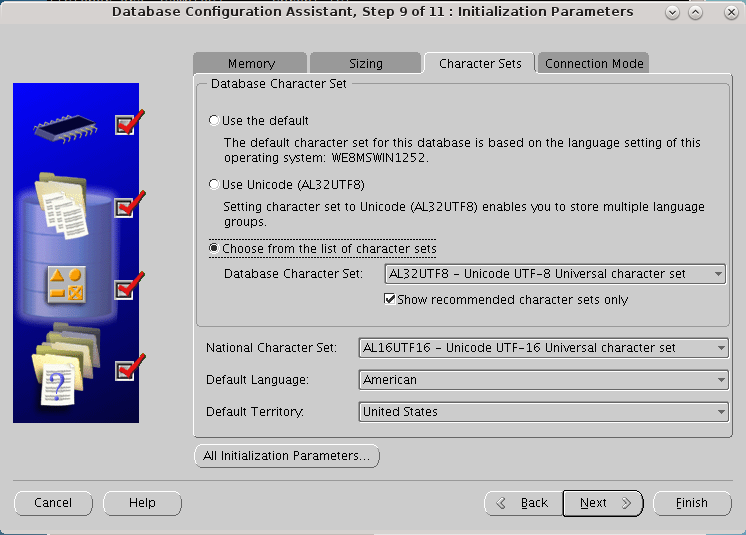 Database Configuration Assistant, Step 9 of 11 : Initialization Parameters
Memory
Sizing
Character Sets
Connection Mode
Database Character Set
Use the default
The default character set for this database is based on the language setting of this
operating system: WE8MSWIN1252.
Use Unicode (AL32UTF8)
Setting character set to Unicode (AL32UTF8) enables you to store multiple language
groups.
Choose from the list of character sets
Database Character Set:
AL32UTF8 - Unicode UTF-8 Universal character set
Show recommended character sets only
National Character Set:
AL16UTF16 - Unicode UTF-16 Universal character set
Default Language:
American
Default Territory:
United States
All Initialization Parameters...
?
Cancel
Help
Back
Next
Finish